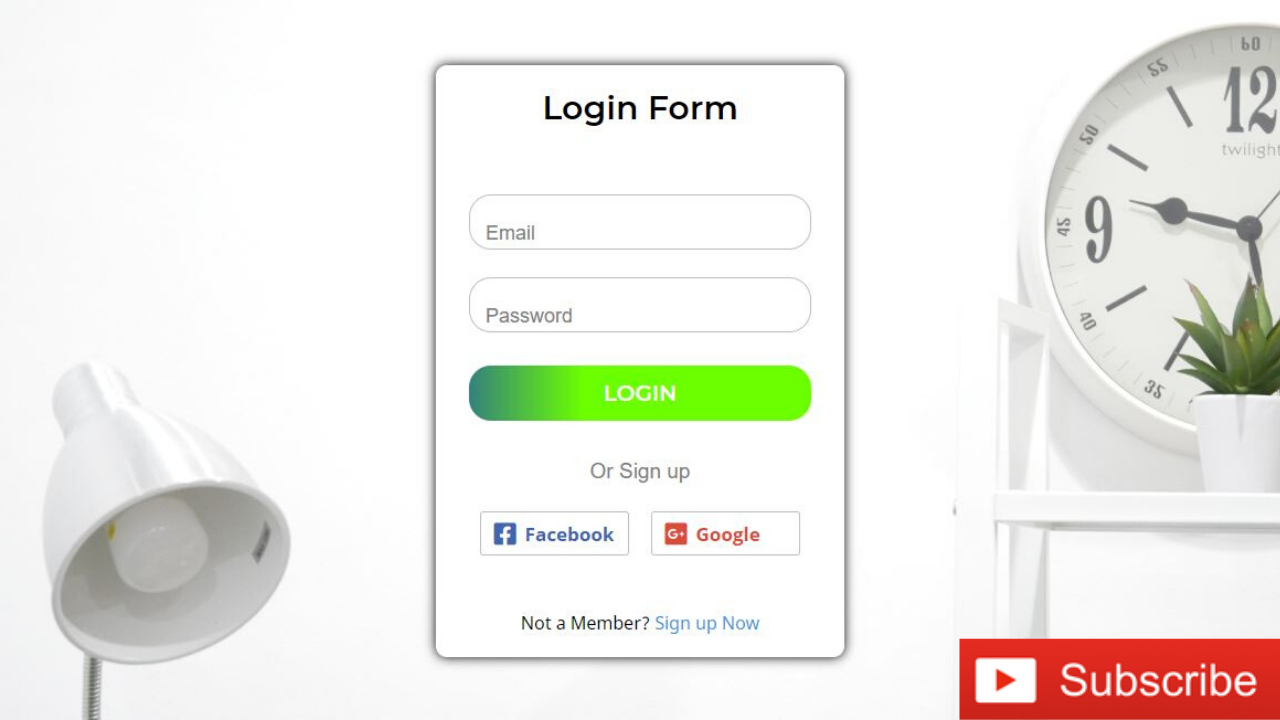 Login Form
Email
Password
LOGIN
Or Sign up
Facebook
G+ Google
Not a Member? Sign up Now
60
55
12
50
twilight
9
45
40
35
Subscribe